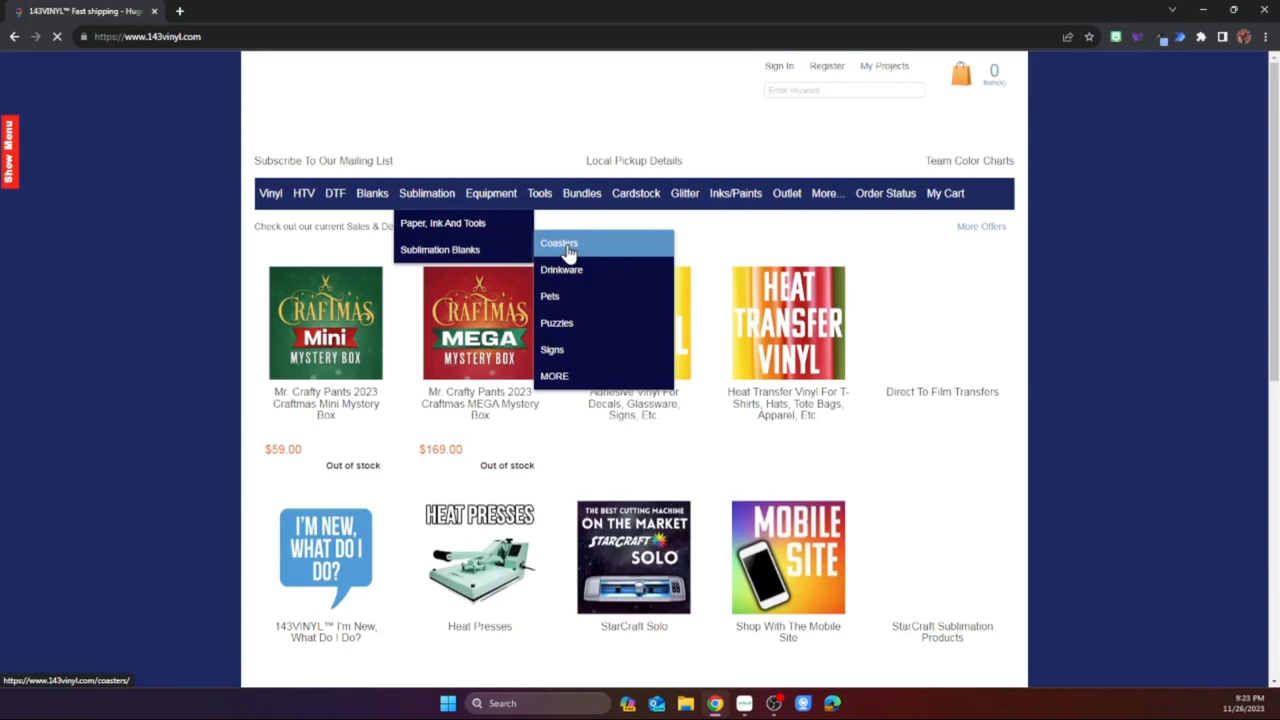 143VINYL™ Fast shipping - Hug
https://www.143vinyl.com
Show Menu
Sign In Register My Projects
Enter keyword
0
item(s)
Subscribe To Our Mailing List Local Pickup Details Team Color Charts
Vinyl HTV DTF Blanks Sublimation Equipment Tools Bundles Cardstock Glitter Inks/Paints Outlet More... Order Status My Cart
Check out our current Sales & De More Offers
Paper, Ink And Tools
Sublimation Blanks
Coasters
Drinkware
Pets
Puzzles
Signs
MORE
CRAFTMAS
Mini
MYSTERY BOX
CRAFTMAS
MEGA
MYSTERY BOX
L
HEAT
TRANSFER
VINYL
Mr. Crafty Pants 2023
Craftmas Mini Mystery
Box
$59.00
Out of stock
Mr. Crafty Pants 2023
Craftmas MEGA Mystery
Box
$169.00
Out of stock
Adhesive Vinyl For
Decals, Glassware,
Signs, Etc.
Heat Transfer Vinyl For T-
Shirts, Hats, Tote Bags,
Apparel, Etc.
Direct To Film Transfers
I'M NEW,
WHAT DO I
DO?
143VINYL™ I'm New,
What Do I Do?
HEAT PRESSES
Heat Presses
THE BEST CUTTING MACHINE
ON THE MARKET
STARCRAFT
SOLO
StarCraft Solo
MOBILE
SITE
Shop With The Mobile
Site
StarCraft Sublimation
Products
https://www.143vinyl.com/coasters/
Search
9:23 PM
11/26/2023